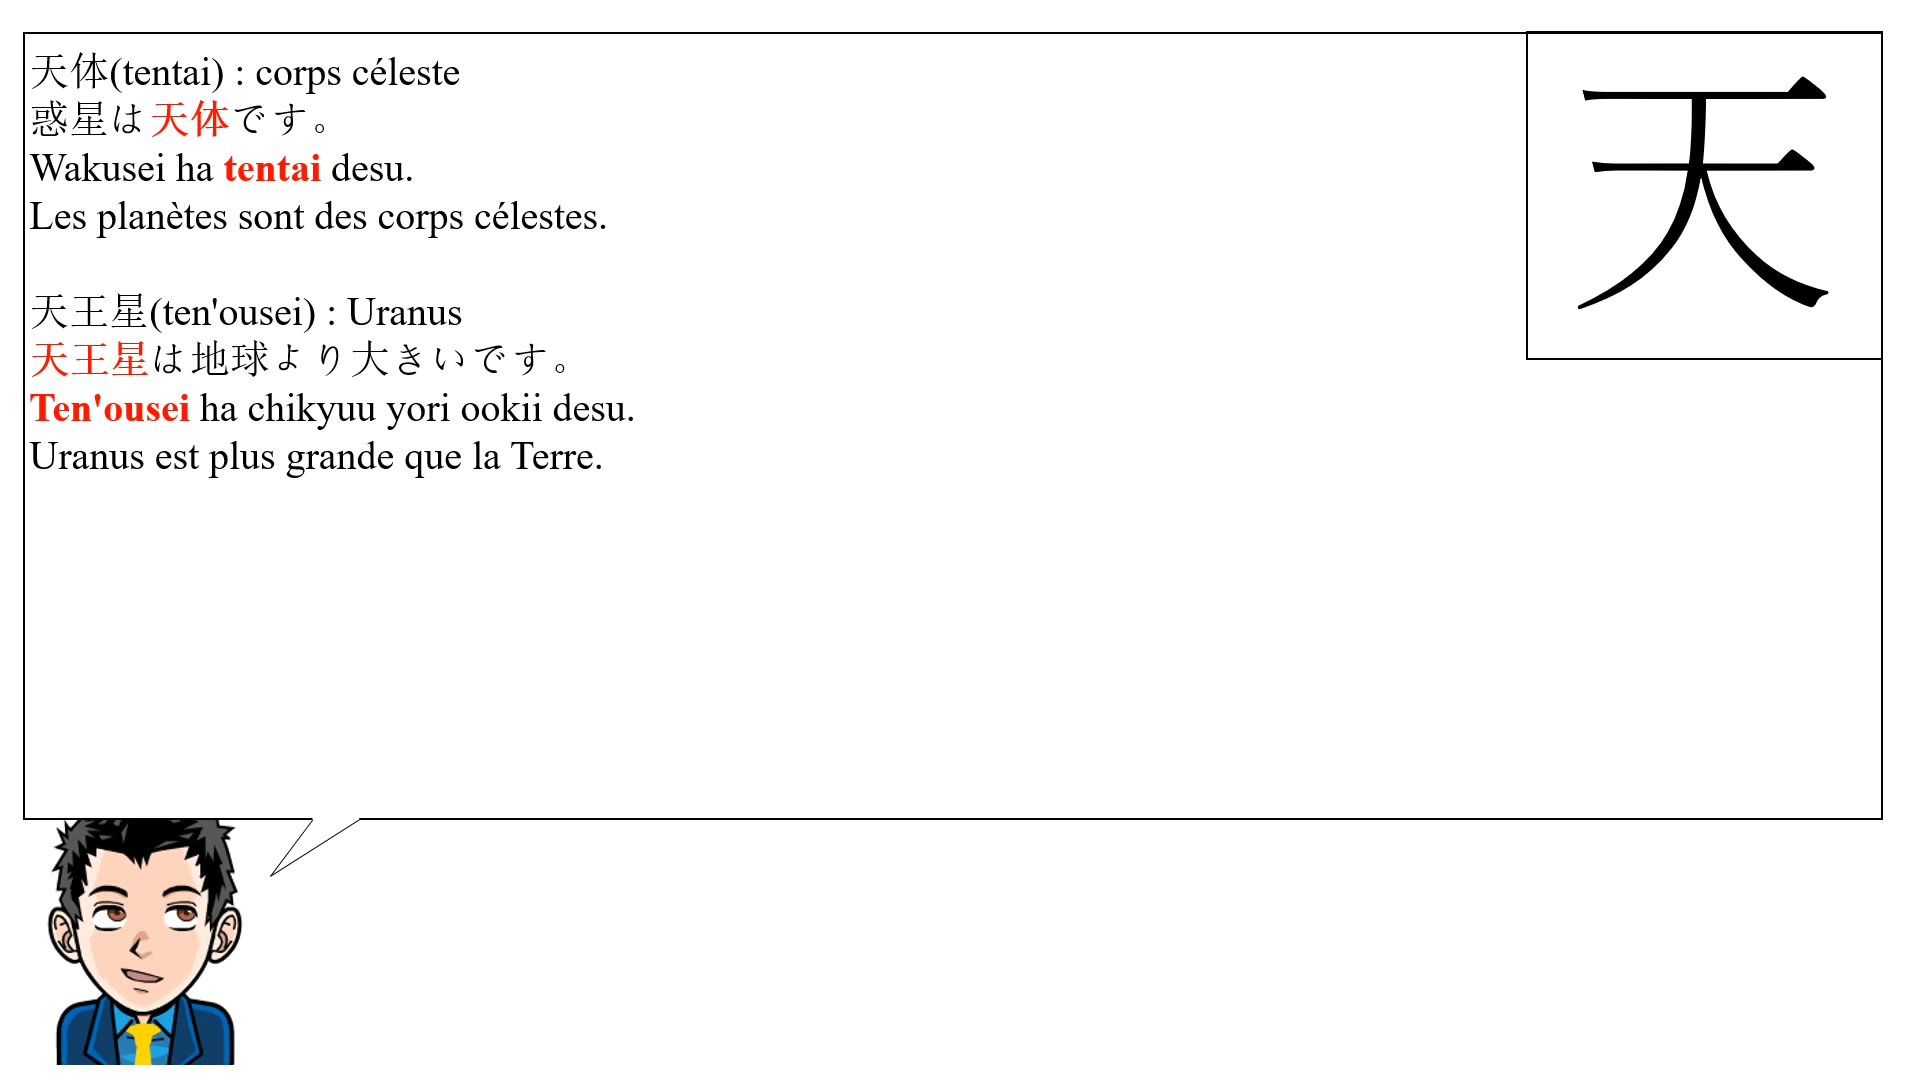 天体(tentai) : corps céleste
惑星は天体です。
Wakusei ha tentai desu.
Les planètes sont des corps célestes.
天王星(ten'ousei) : Uranus
天王星は地球より大きいです。
Ten'ousei ha chikyuu yori ookii desu.
Uranus est plus grande que la Terre.
天